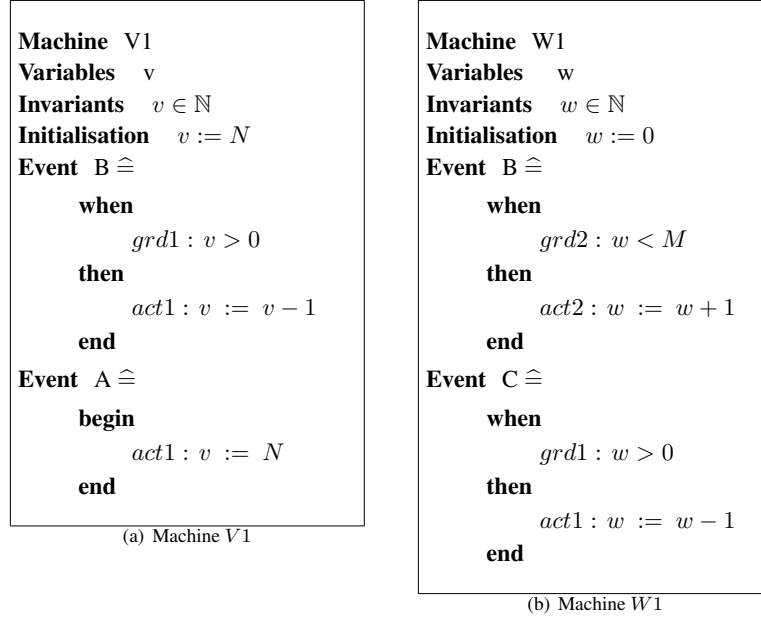 Machine V1
Variables v
Invariants v ∈ ℕ
Initialisation v := N
Event B ≙
when
grd1 : v > 0
then
act1 : v := v − 1
end
Event A ≙
begin
act1 : v := N
end
(a) Machine V1
Machine W1
Variables w
Invariants w ∈ ℕ
Initialisation w := 0
Event B ≙
when
grd2 : w < M
then
act2 : w := w + 1
end
Event C ≙
when
grd1 : w > 0
then
act1 : w := w − 1
end
(b) Machine W1